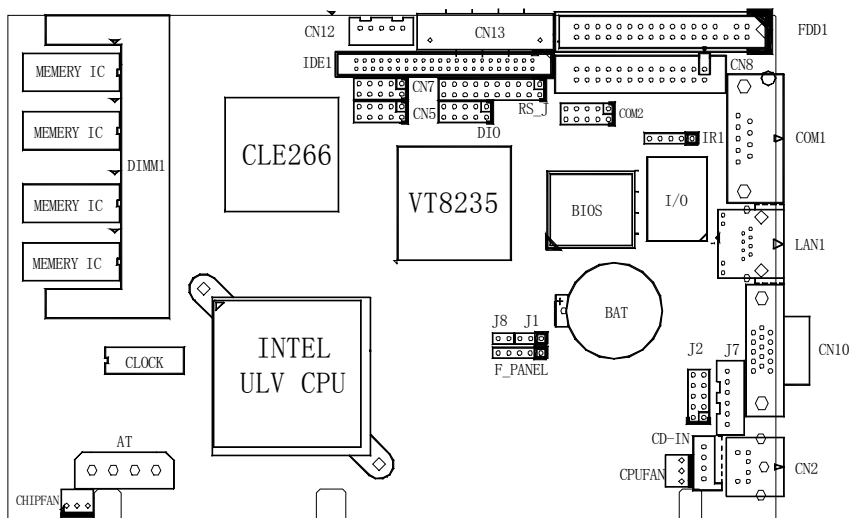 CN12
CN13
FDD1
IDE1
CN8
MEMERY IC
CN7
CN5
RS_J
DIO
COM2
IR1
COM1
MEMERY IC
DIMM1
CLE266
VT8235
BIOS
I/O
MEMERY IC
LAN1
MEMERY IC
BAT
J8
J1
F_PANEL
J2
J7
CN10
CLOCK
INTEL
ULV CPU
AT
CD-IN
CPUFAN
CN2
CHIPFAN